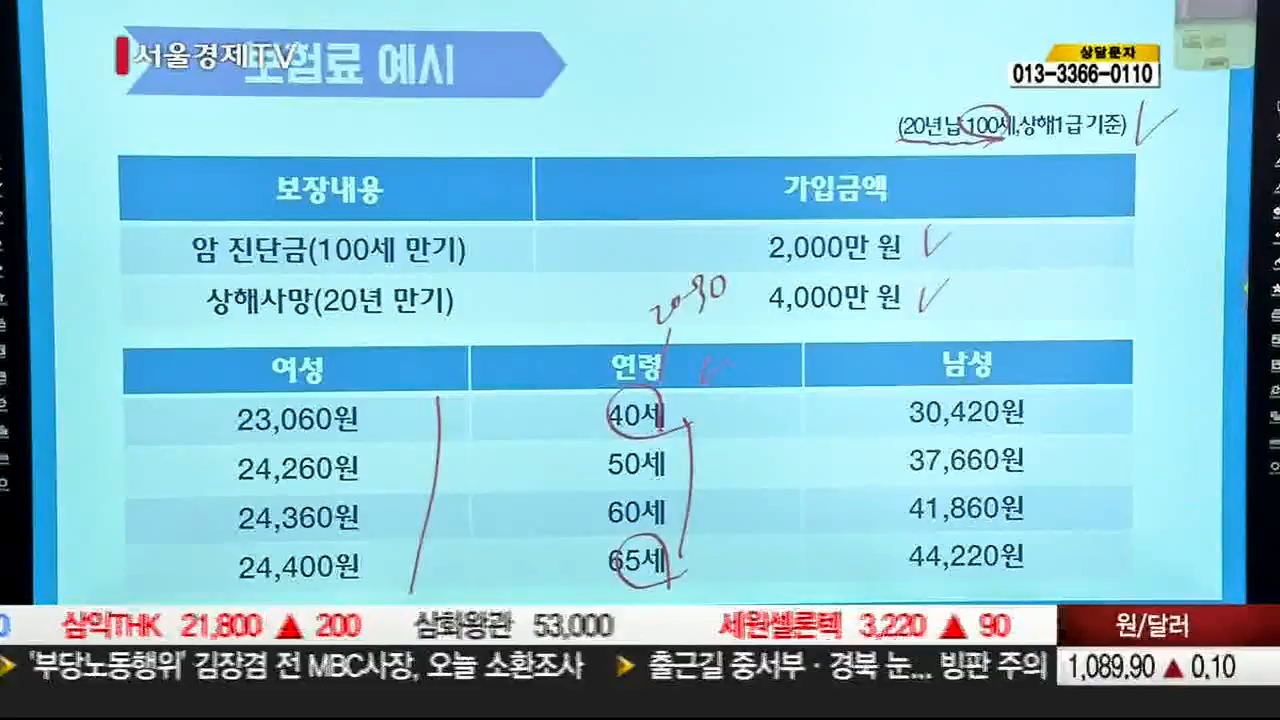 서울경제TV
보험료 예시
상담문자
013-3366-0110
(20년 납 100세,상해1급 기준)
보장내용 가입금액
암 진단금(100세 만기) 2,000만 원
상해사망(20년 만기) 4,000만 원
20-30
여성 연령 남성
23,060원 40세 30,420원
24,260원 50세 37,660원
24,360원 60세 41,860원
24,400원 65세 44,220원
삼익THK 21,800 ▲ 200 삼화왕관 53,000 세원셀론텍 3,220 ▲ 90 원/달러
'부당노동행위' 김장겸 전 MBC사장, 오늘 소환조사 출근길 중서부·경북 눈... 빙판 주의 1,089.90 ▲ 0.10